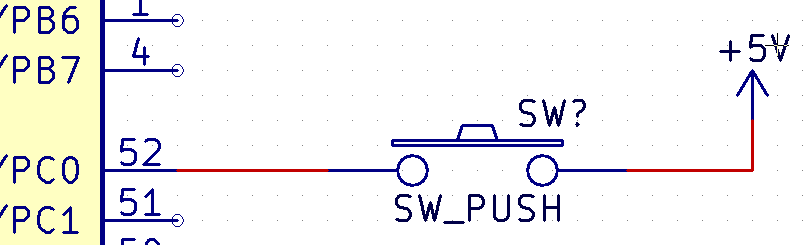 /PB6 1
/PB7 4
+5V
SW?
/PC0 52
SW_PUSH
/PC1 51